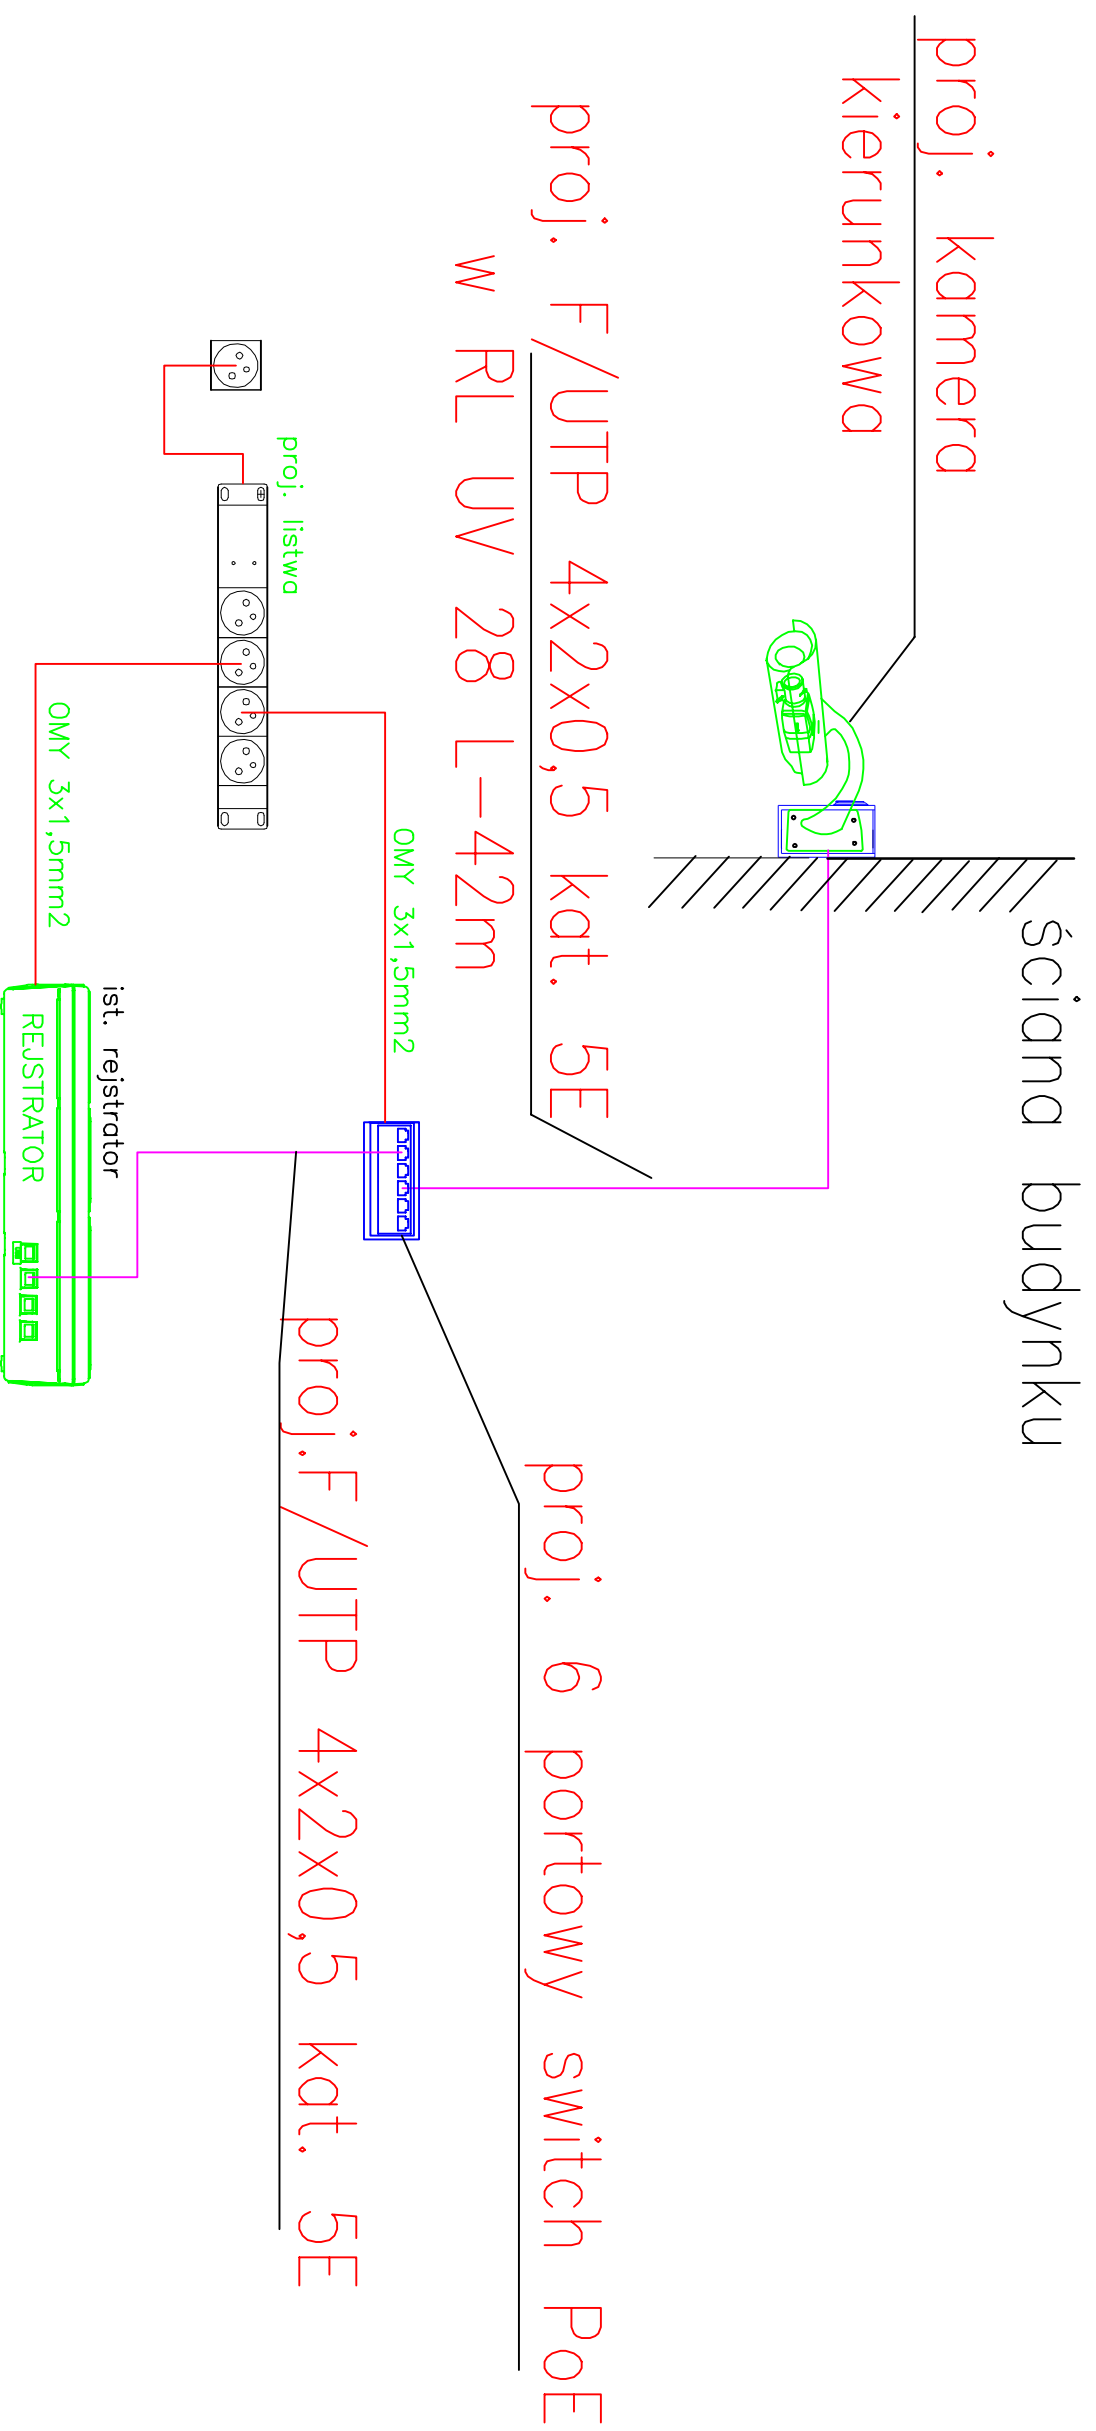 Ściana budynku
proj. kamera
kierunkowa
proj. F/UTP 4x2x0,5 kat. 5E
w RL UV 28 L-42m
proj. 6 portowy switch PoE
OMY 3x1,5mm2
proj.F/UTP 4x2x0,5 kat. 5E
proj. listwa
ist. rejstrator
OMY 3x1,5mm2
REJSTRATOR